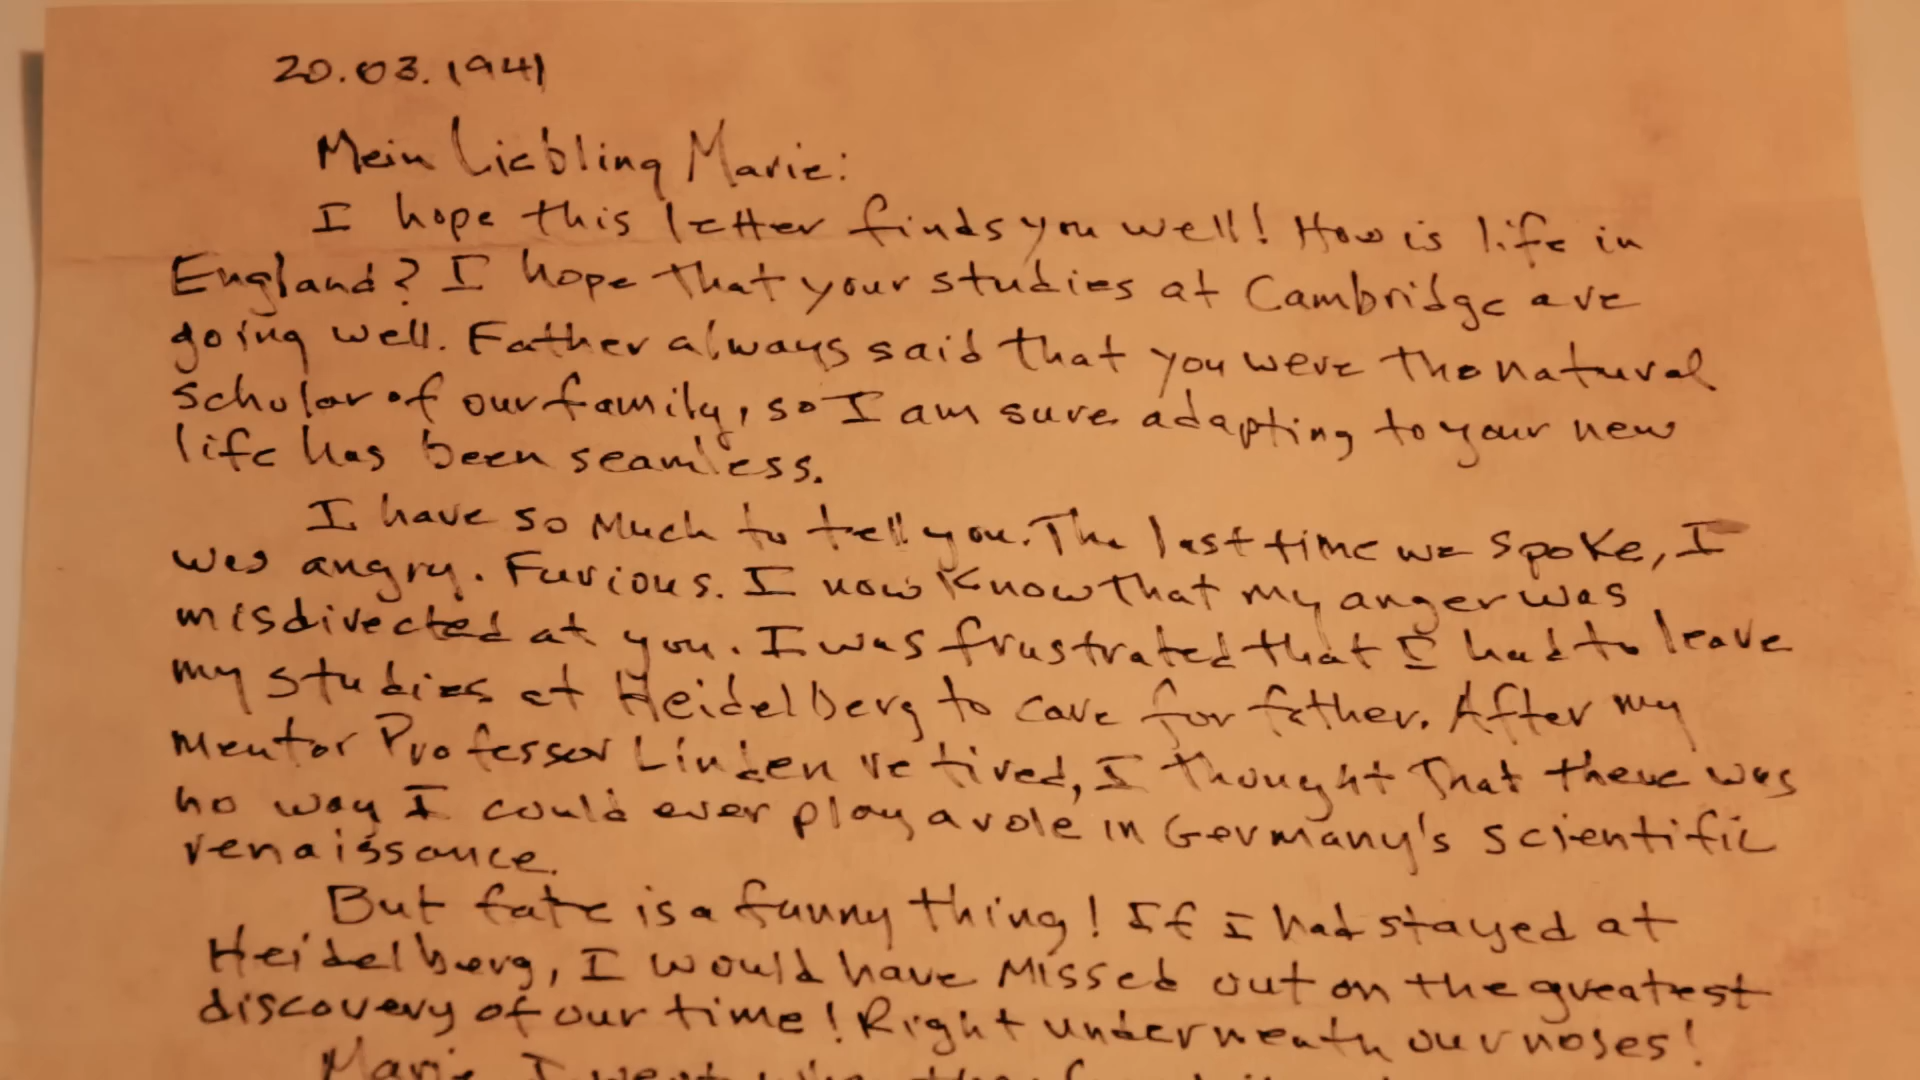 20.03.1941
Mein Liebling Marie:
I hope this letter finds you well! How is life in
England? I hope that your studies at Cambridge are
going well. Father always said that you were the natural
scholar of our family, so I am sure adapting to your new
life has been seamless.
I have so much to tell you. The last time we spoke, I
was angry. Furious. I now know that my anger was
misdirected at you. I was frustrated that I had to leave
my studies at Heidelberg to care for father. After my
mentor Professor Linden retired, I thought that there was
no way I could ever play a role in Germany's scientific
renaissance.
But fate is a funny thing! If I had stayed at
Heidelberg, I would have missed out on the greatest
discovery of our time! Right underneath our noses!
Marie I went